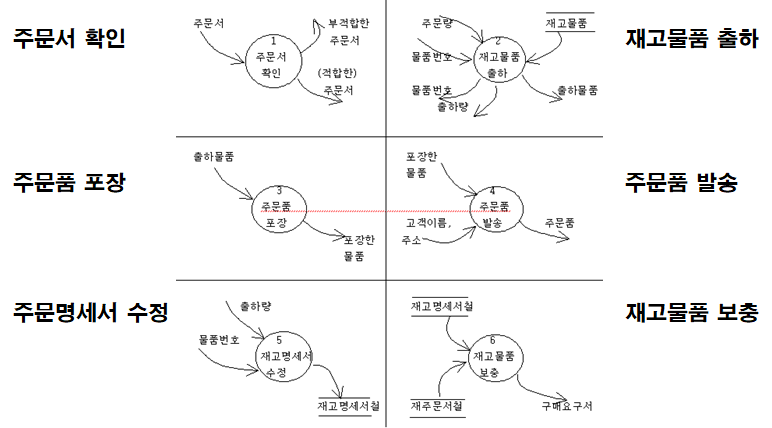 주문서 확인
주문서
부적합한
주문서
1
주문서
확인
(적합한)
주문서
주문량
재고물품
물품번호
2
재고물품
출하
물품번호
출하량
출하물품
재고물품 출하
주문품 포장
출하물품
3
주문품
포장
포장한
물품
포장한
물품
4
주문품
발송
고객이름,
주소
주문품
주문품 발송
주문명세서 수정
출하량
물품번호
5
재고명세서
수정
재고명세서철
재고명세서철
6
재고물품
보충
재주문서철
구매요구서
재고물품 보충